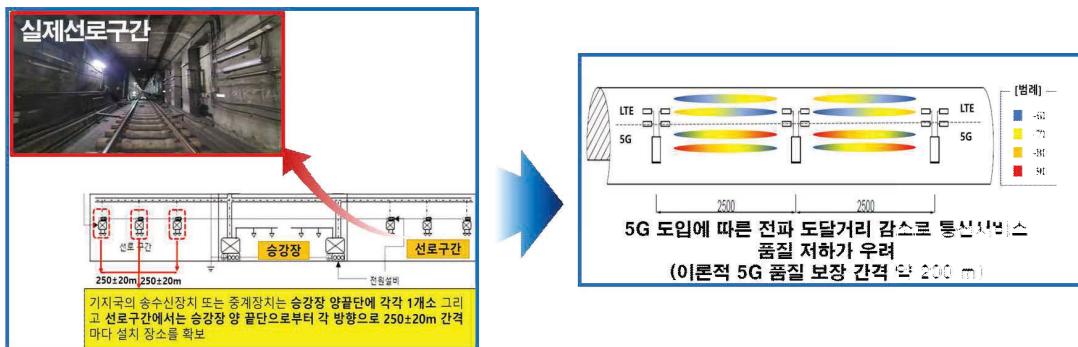 실제선로구간
선로 구간
승강장
선로구간
전원설비
250±20m 250±20m
기지국의 송수신장치 또는 중계장치는 승강장 양끝단에 각각 1개소 그리
고 선로구간에서는 승강장 양 끝단으로부터 각 방향으로 250±20m 간격
마다 설치 장소를 확보
[범례]
LTE
LTE
5G
5G
-60
-70
-80
-90
2500
2500
5G 도입에 따른 전파 도달거리 감소로 통신서비스
품질 저하가 우려
(이론적 5G 품질 보장 간격 약 200 m)